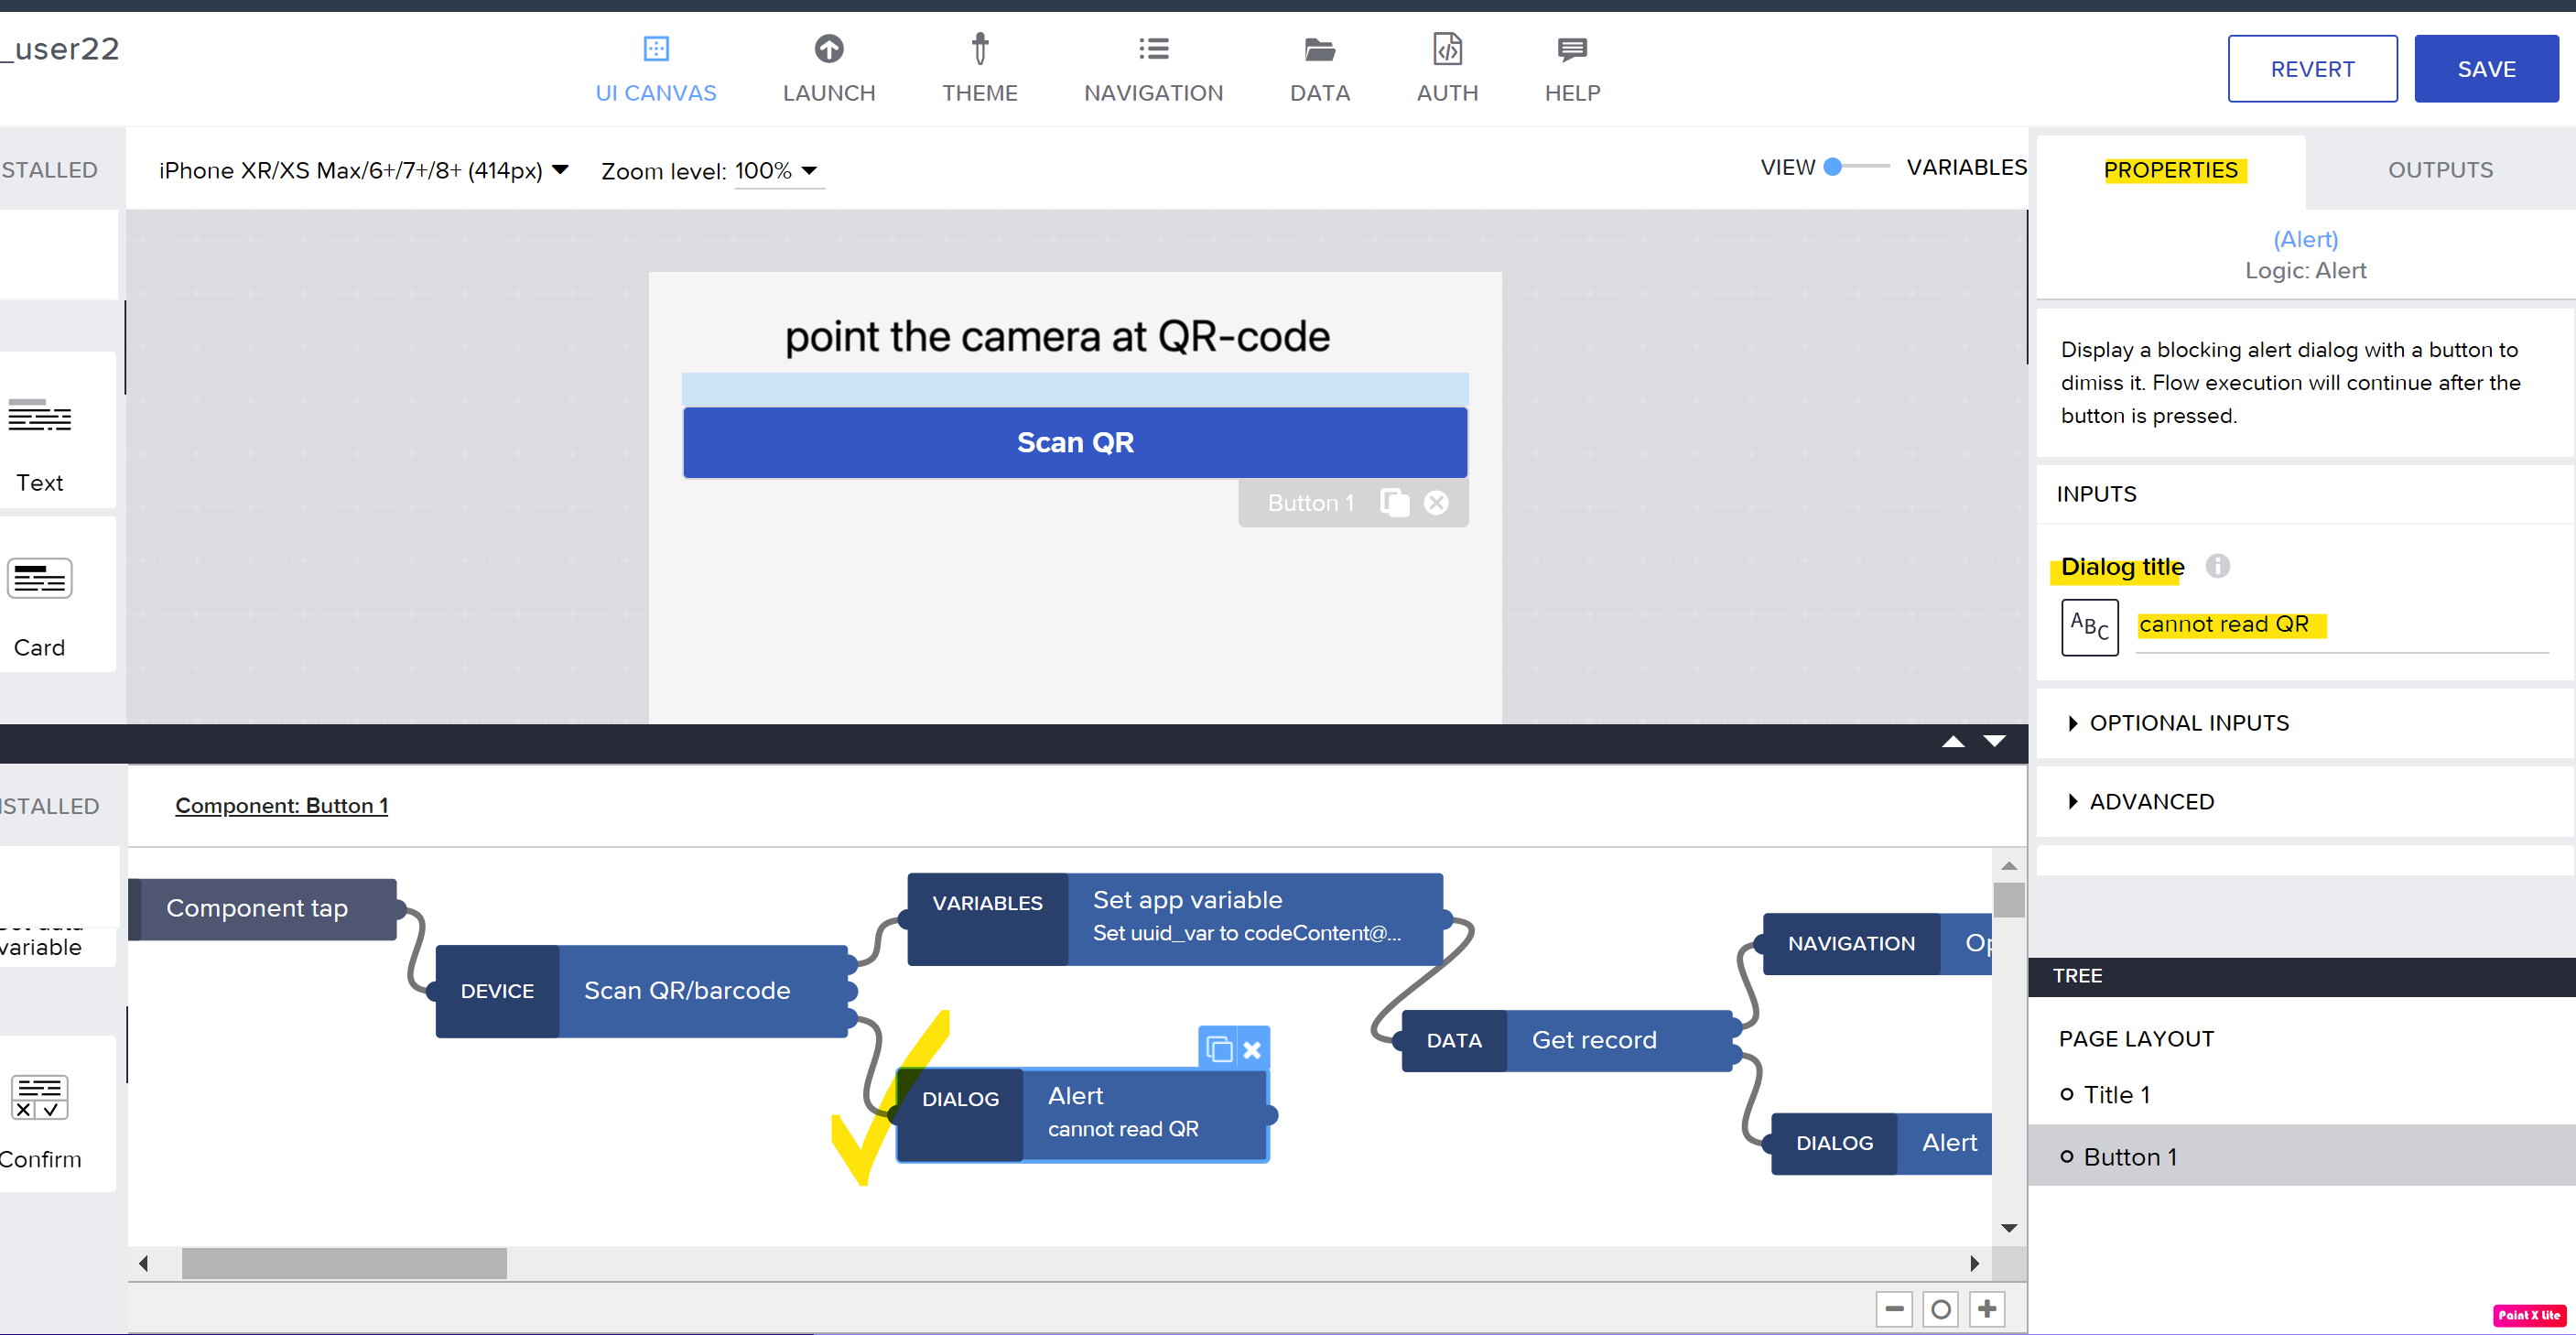 _user22
UI CANVAS
LAUNCH
THEME
NAVIGATION
DATA
AUTH
HELP
REVERT
SAVE
STALLED
iPhone XR/XS Max/6+/7+/8+ (414px)
Zoom level: 100%
VIEW
VARIABLES
PROPERTIES
OUTPUTS
(Alert)
Logic: Alert
Display a blocking alert dialog with a button to
dimiss it. Flow execution will continue after the
button is pressed.
INPUTS
Dialog title
ABC
cannot read QR
OPTIONAL INPUTS
ADVANCED
point the camera at QR-code
Scan QR
Button 1
Text
Card
STALLED
Component: Button 1
variable
Confirm
Component tap
DEVICE
Scan QR/barcode
VARIABLES
Set app variable
Set uuid_var to codeContent@...
DIALOG
Alert
cannot read QR
DATA
Get record
NAVIGATION
Op
DIALOG
Alert
TREE
PAGE LAYOUT
Title 1
Button 1
Paint X lite